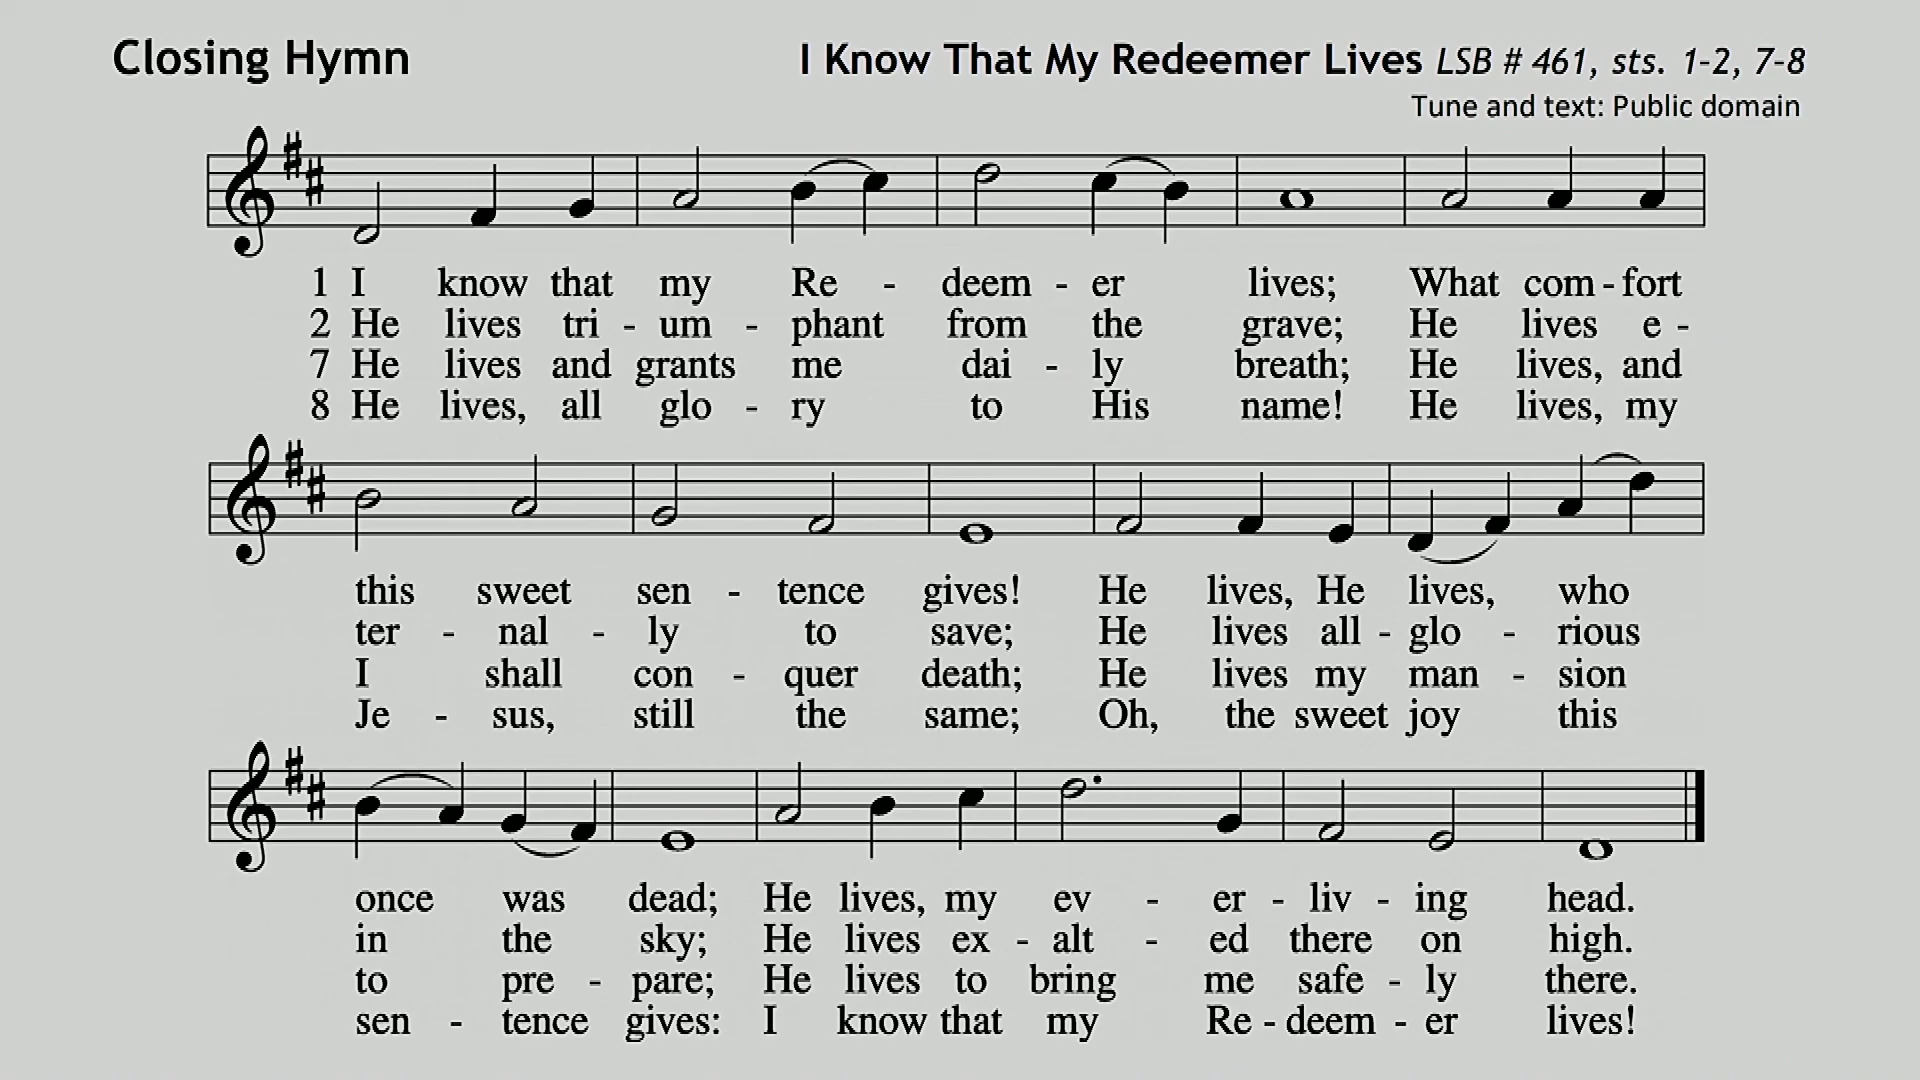 Closing Hymn
I Know That My Redeemer Lives LSB # 461, sts. 1-2, 7-8
Tune and text: Public domain
1 I know that my Re - deem - er lives; What com - fort
2 He lives tri - um - phant from the grave; He lives e -
7 He lives and grants me dai - ly breath; He lives, and
8 He lives, all glo - ry to His name! He lives, my
this sweet sen - tence gives! He lives, He lives, who
ter - nal - ly to save; He lives all - glo - rious
I shall con - quer death; He lives my man - sion
Je - sus, still the same; Oh, the sweet joy this
once was dead; He lives, my ev - er - liv - ing head.
in the sky; He lives ex - alt - ed there on high.
to pre - pare; He lives to bring me safe - ly there.
sen - tence gives: I know that my Re - deem - er lives!